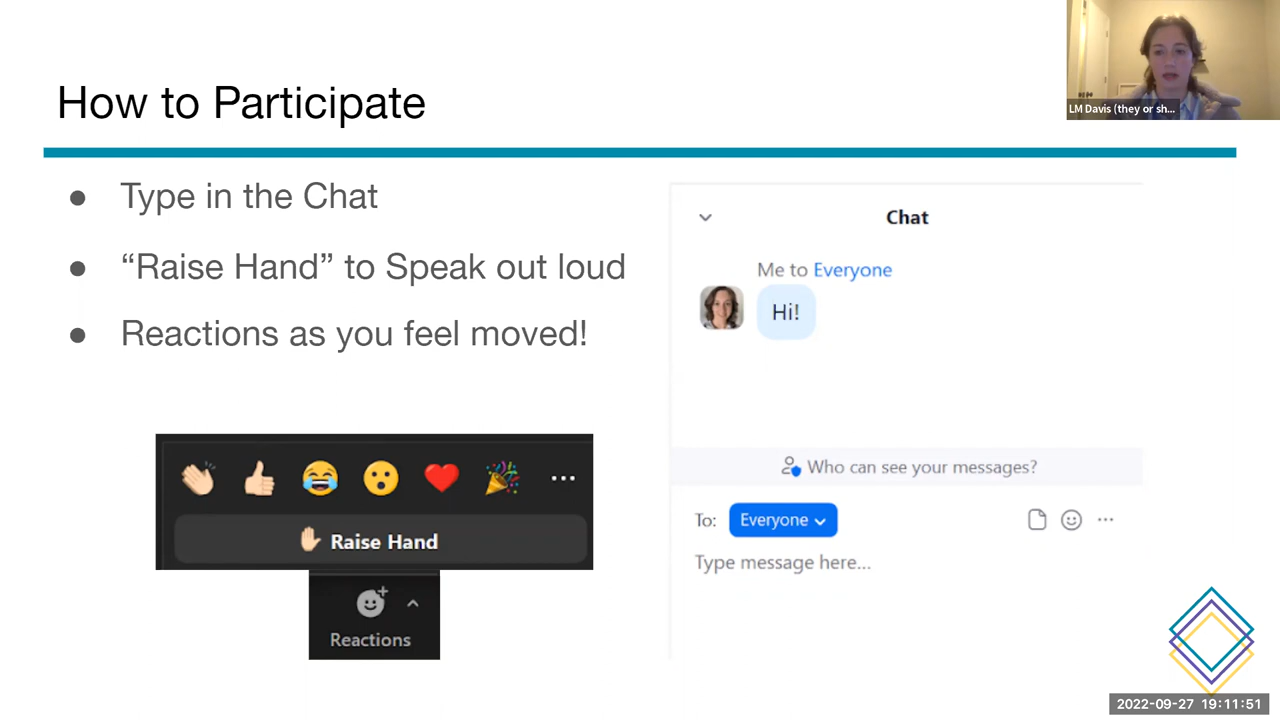 How to Participate
LM Davis (they or sh...
● Type in the Chat
● “Raise Hand” to Speak out loud
● Reactions as you feel moved!
Raise Hand
Reactions
Chat
Me to Everyone
Hi!
Who can see your messages?
To: Everyone
Type message here...
2022-09-27 19:11:51